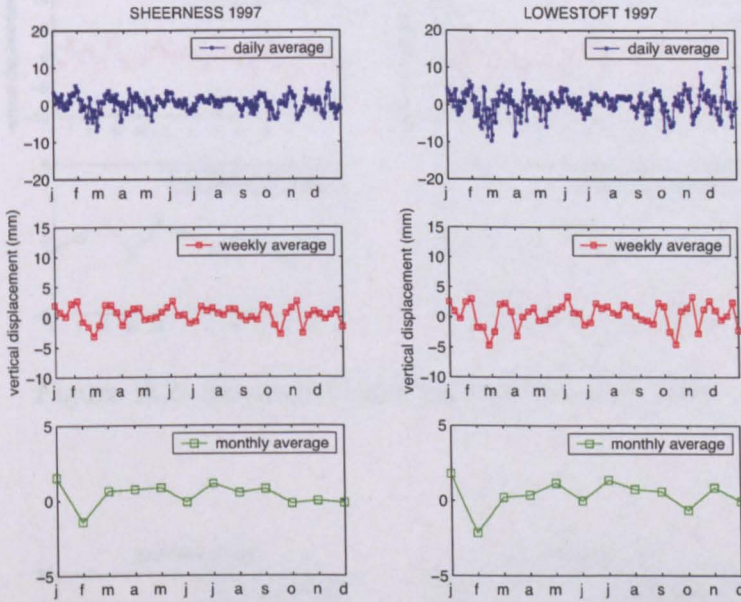 SHEERNESS 1997
LOWESTOFT 1997
20
10
0
−10
−20
daily average
j f m a m j j a s o n d
20
10
0
−10
−20
daily average
j f m a m j j a s o n d
vertical displacement (mm)
15
10
5
0
−5
−10
weekly average
j f m a m j j a s o n d
vertical displacement (mm)
15
10
5
0
−5
−10
weekly average
j f m a m j j a s o n d
5
0
−5
monthly average
j f m a m j j a s o n d
5
0
−5
monthly average
j f m a m j j a s o n d